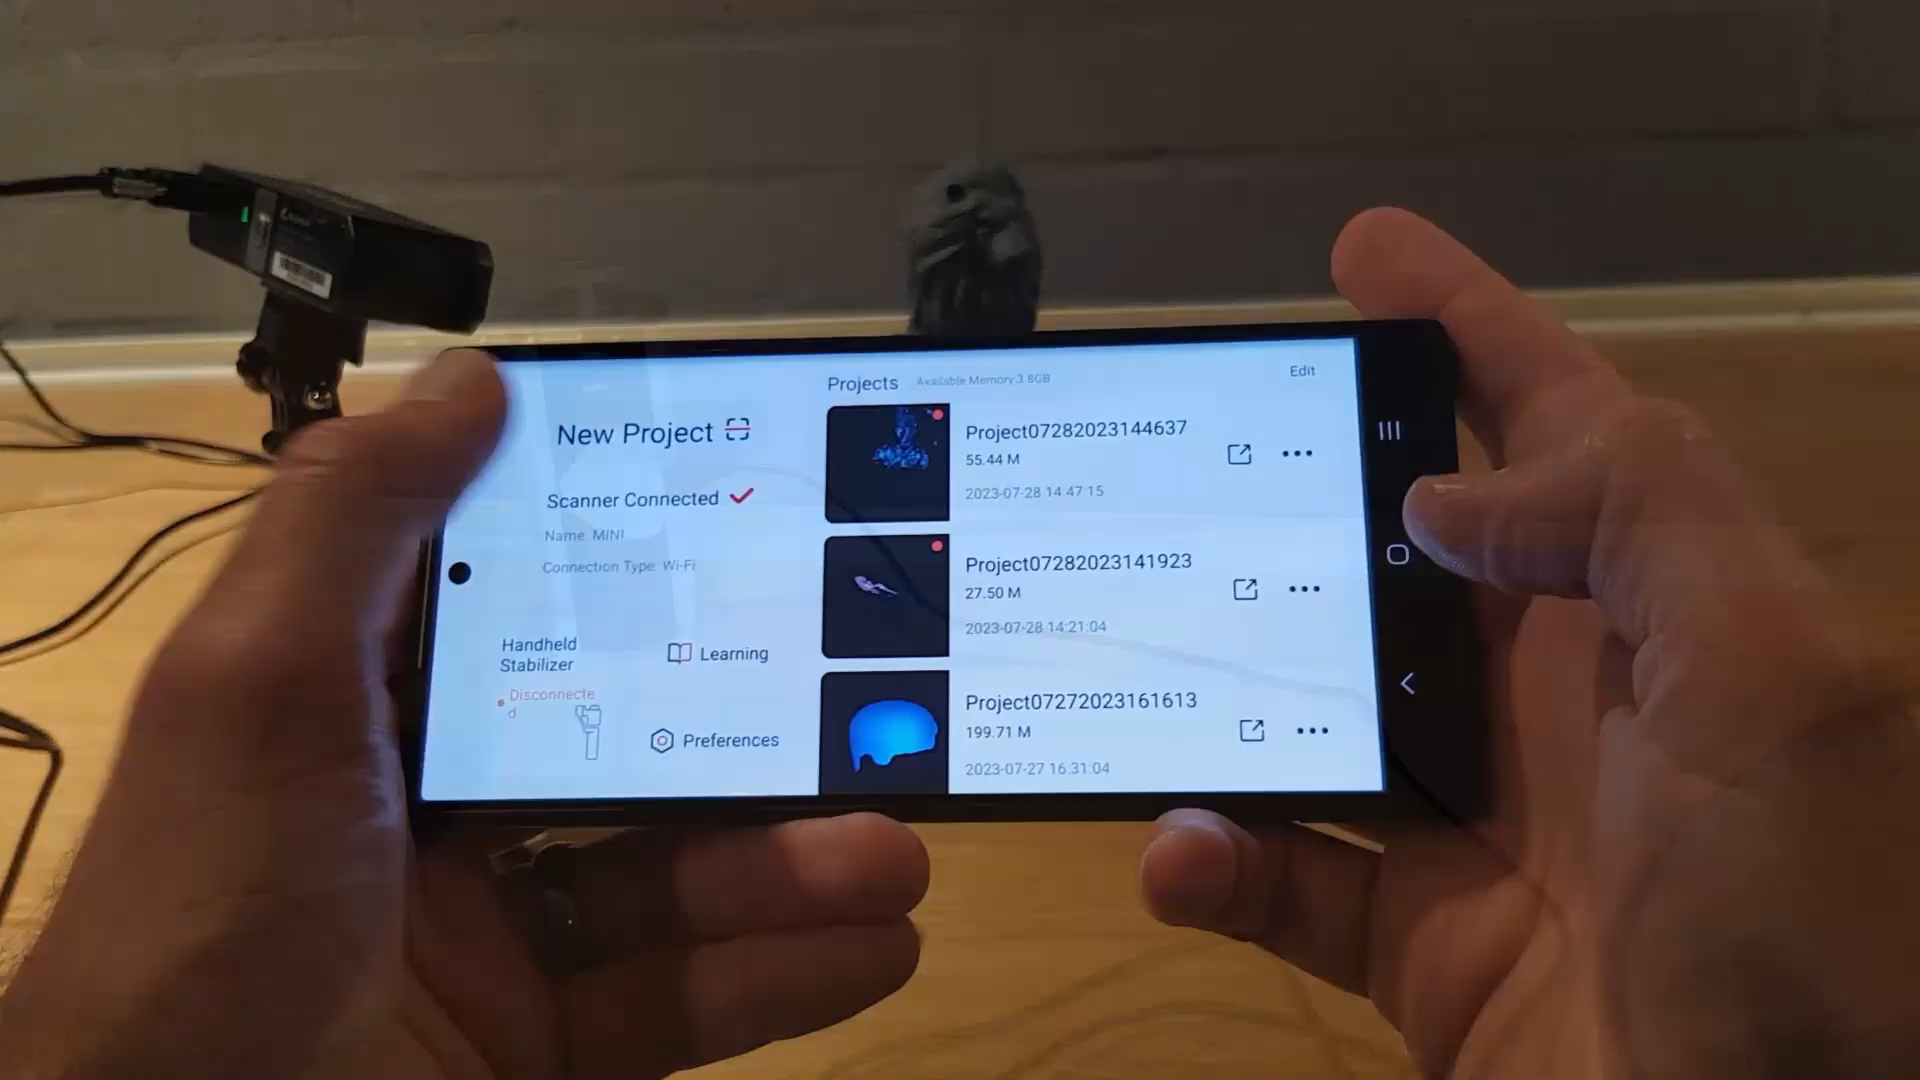 New Project
Scanner Connected
Name: MINI
Connection Type: Wi-Fi
Handheld
Stabilizer
Disconnecte
d
Learning
Preferences
Projects
Available Memory:3.8GB
Edit
Project07282023144637
55.44 M
2023-07-28 14:47:15
Project07282023141923
27.50 M
2023-07-28 14:21:04
Project07272023161613
199.71 M
2023-07-27 16:31:04